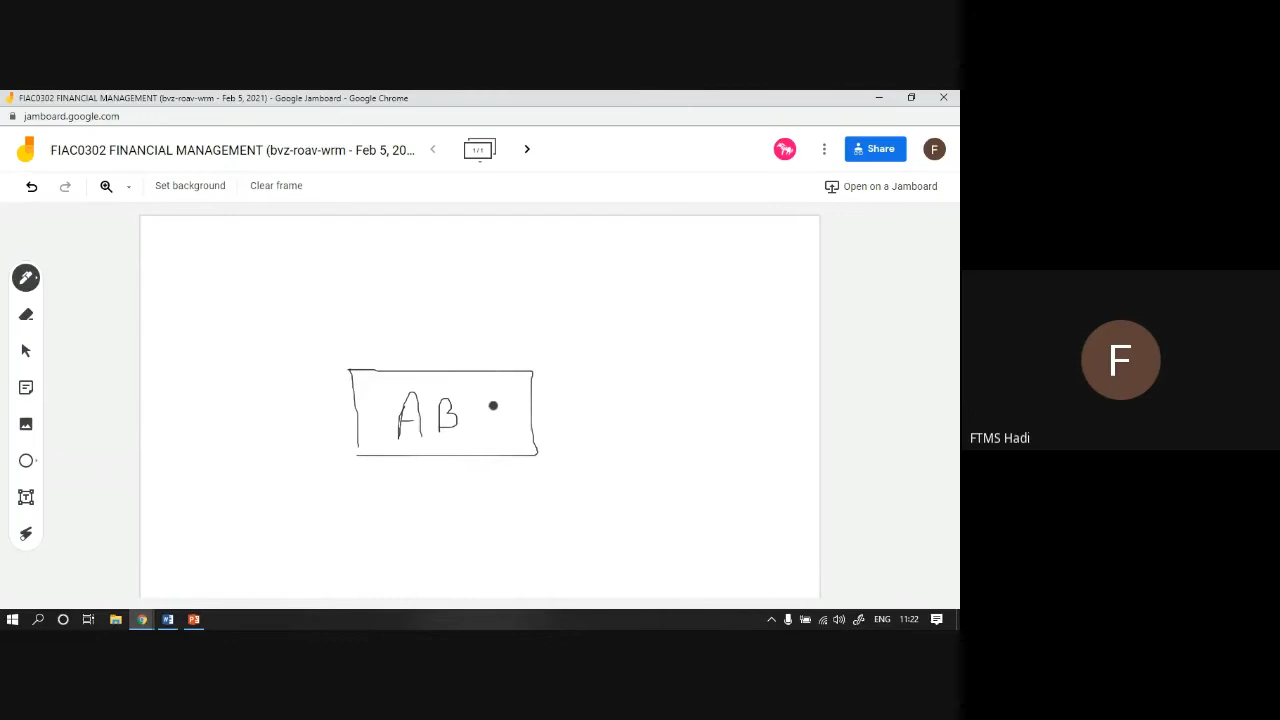 FIAC0302 FINANCIAL MANAGEMENT (bvz-roav-wrm - Feb 5, 2021) - Google Jamboard - Google Chrome
jamboard.google.com
FIAC0302 FINANCIAL MANAGEMENT (bvz-roav-wrm - Feb 5, 20...
1/1
Share
F
Set background
Clear frame
Open on a Jamboard
A B
F
FTMS Hadi
ENG
11:22